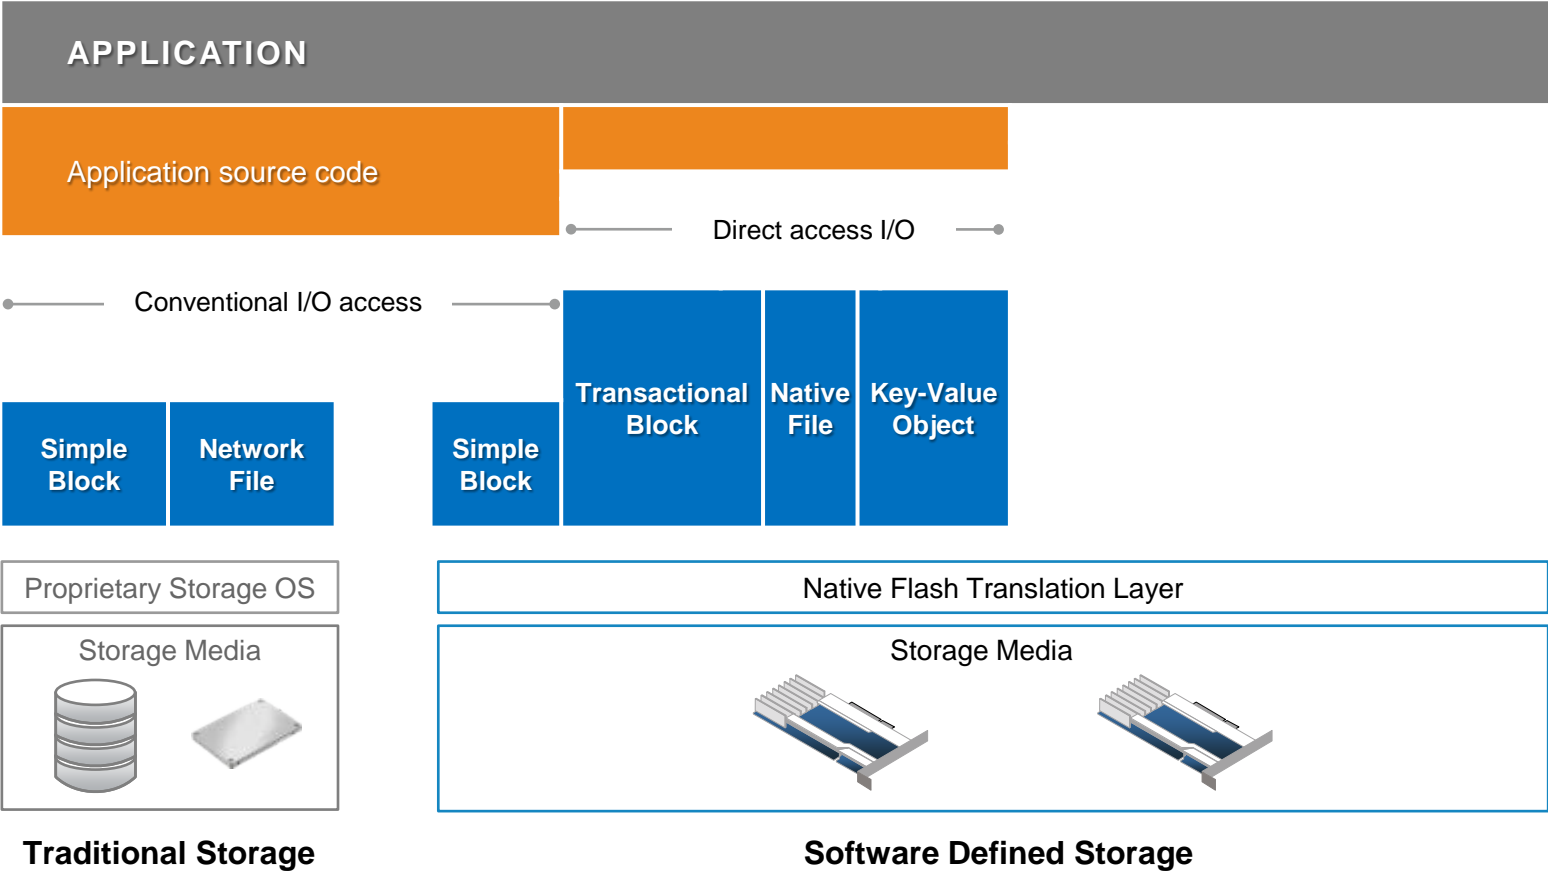 APPLICATION
Application source code
Direct access I/O
Conventional I/O access
Simple
Block
Network
File
Simple
Block
Transactional
Block
Native
File
Key-Value
Object
Proprietary Storage OS
Native Flash Translation Layer
Storage Media
Storage Media
Traditional Storage
Software Defined Storage